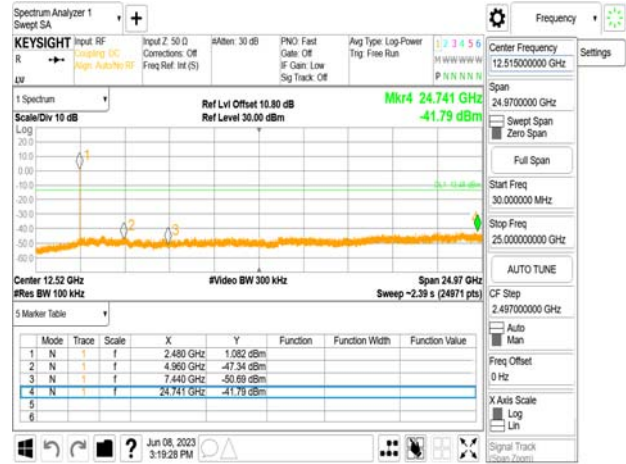 Spectrum Analyzer 1
Swept SA
+
Frequency
KEYSIGHT Input: RF
R
Coupling: DC
Align: Auto/No RF
Input Z: 50 Ω
Corrections: Off
Freq Ref: Int (S)
#Atten: 30 dB
PNO: Fast
Gate: Off
IF Gain: Low
Sig Track: Off
Avg Type: Log-Power
Trig: Free Run
1 2 3 4 5 6
M W W W W W
P N N N N N
Center Frequency
12.515000000 GHz
Settings
Span
24.9700000 GHz
Swept Span
Zero Span
Full Span
Start Freq
30.000000 MHz
Stop Freq
25.000000000 GHz
AUTO TUNE
CF Step
2.497000000 GHz
Auto
Man
Freq Offset
0 Hz
X Axis Scale
Log
Lin
Signal Track
(Span Zoom)
1 Spectrum
Scale/Div 10 dB
Ref Lvl Offset 10.80 dB
Ref Level 30.00 dBm
Mkr4 24.741 GHz
-41.79 dBm
Log
20.0
10.0
0.00
-10.0
-20.0
-30.0
-40.0
-50.0
-60.0
1
2
3
Center 12.52 GHz
#Res BW 100 kHz
#Video BW 300 kHz
Span 24.97 GHz
Sweep ~2.39 s (24971 pts)
5 Marker Table
Mode Trace Scale X Y Function Function Width Function Value
1 N 1 f 2.480 GHz 1.082 dBm
2 N 1 f 4.960 GHz -47.34 dBm
3 N 1 f 7.440 GHz -50.69 dBm
4 N 1 f 24.741 GHz -41.79 dBm
5
6
?
Jun 08, 2023
3:19:28 PM